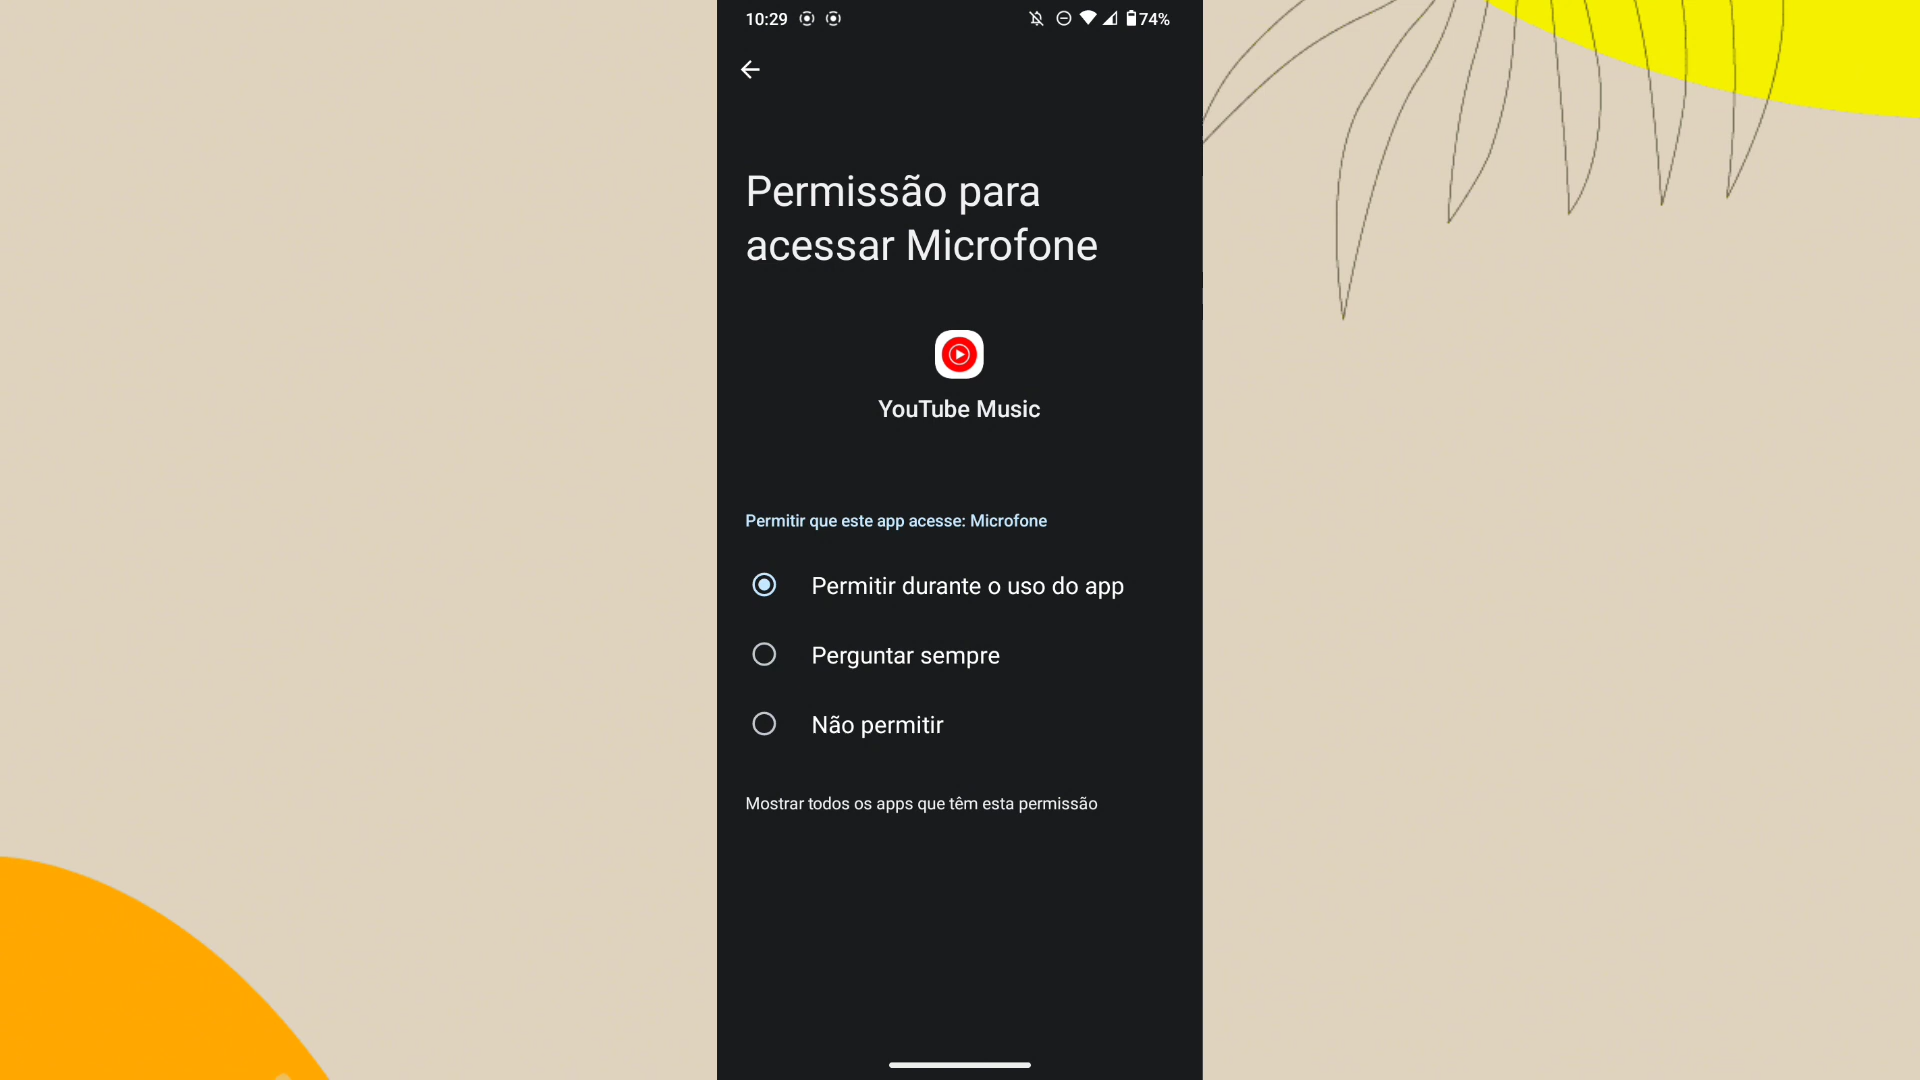 10:29
74%
Permissão para
acessar Microfone
YouTube Music
Permitir que este app acesse: Microfone
Permitir durante o uso do app
Perguntar sempre
Não permitir
Mostrar todos os apps que têm esta permissão